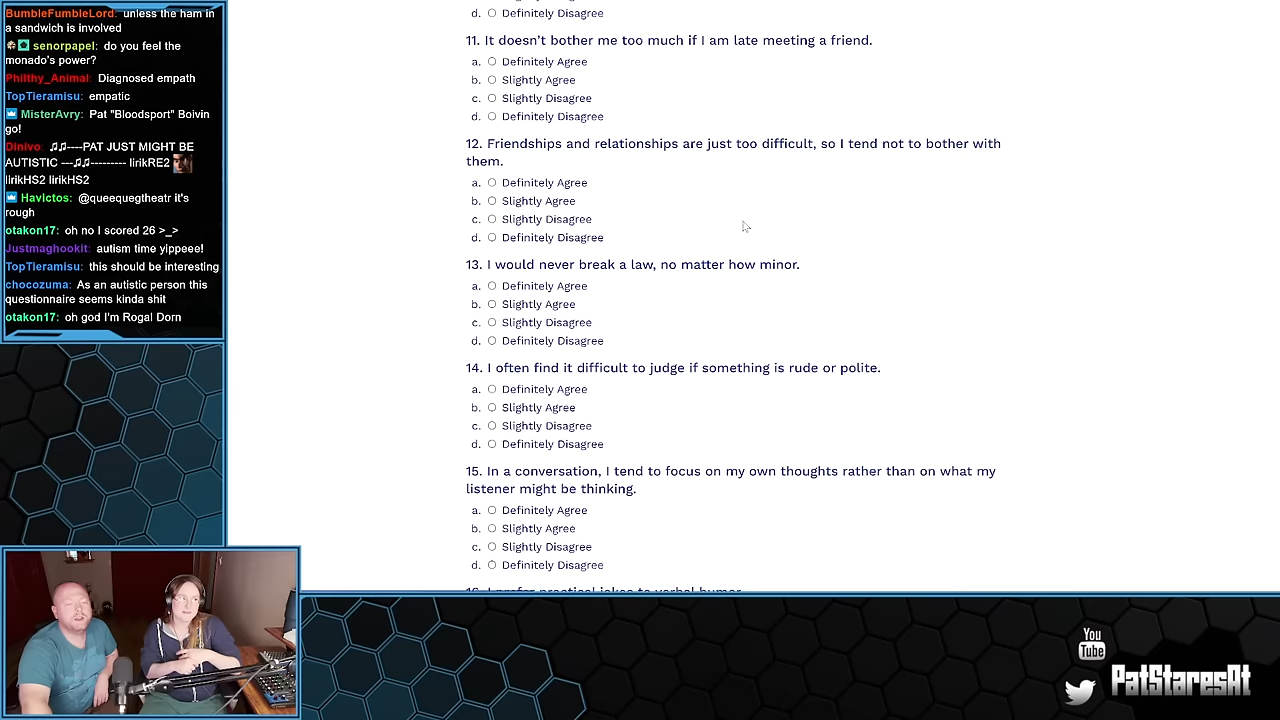 BumbleFumbleLord: unless the ham in
a sandwich is involved
senorpapel: do you feel the
monado's power?
Philthy_Animal: Diagnosed empath
TopTieramisu: empatic
MisterAvry: Pat "Bloodsport" Boivin
go!
Dinivo: ♫♫----PAT JUST MIGHT BE
AUTISTIC ---♫♫--------- lirikRE2
lirikHS2 lirikHS2
HavIctos: @queequegtheatr it's
rough
otakon17: oh no I scored 26 >_>
Justmaghookit: autism time yippeee!
TopTieramisu: this should be interesting
chocozuma: As an autistic person this
questionnaire seems kinda shit
otakon17: oh god I'm Rogal Dorn
d. Definitely Disagree
11. It doesn't bother me too much if I am late meeting a friend.
a. Definitely Agree
b. Slightly Agree
c. Slightly Disagree
d. Definitely Disagree
12. Friendships and relationships are just too difficult, so I tend not to bother with
them.
a. Definitely Agree
b. Slightly Agree
c. Slightly Disagree
d. Definitely Disagree
13. I would never break a law, no matter how minor.
a. Definitely Agree
b. Slightly Agree
c. Slightly Disagree
d. Definitely Disagree
14. I often find it difficult to judge if something is rude or polite.
a. Definitely Agree
b. Slightly Agree
c. Slightly Disagree
d. Definitely Disagree
15. In a conversation, I tend to focus on my own thoughts rather than on what my
listener might be thinking.
a. Definitely Agree
b. Slightly Agree
c. Slightly Disagree
d. Definitely Disagree
16. I prefer practical jokes to verbal humor.
You
Tube
PatStaresAt